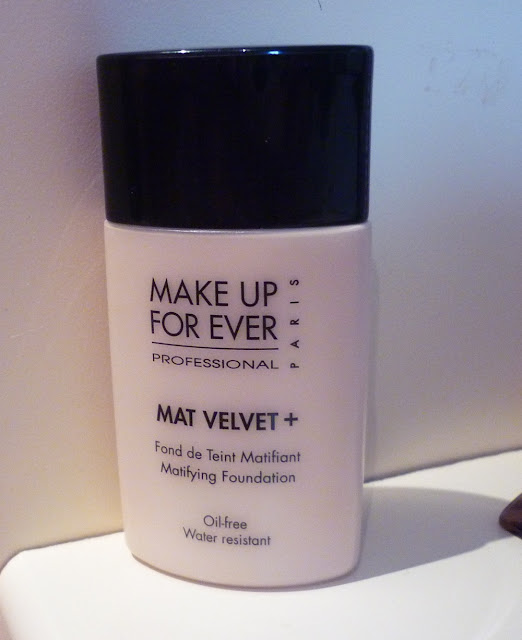 MAKE UP
FOR EVER
PARIS
PROFESSIONAL
MAT VELVET +
Fond de Teint Matifiant
Matifying Foundation
Oil-free
Water resistant